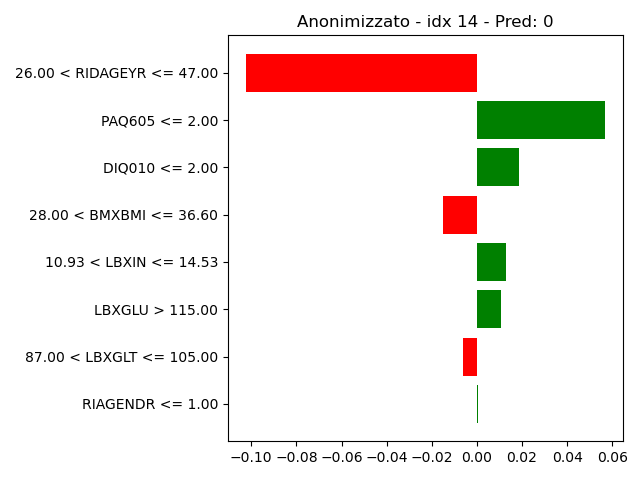 Anonimizzato - idx 14 - Pred: 0
26.00 < RIDAGEYR <= 47.00
PAQ605 <= 2.00
DIQ010 <= 2.00
28.00 < BMXBMI <= 36.60
10.93 < LBXIN <= 14.53
LBXGLU > 115.00
87.00 < LBXGLT <= 105.00
RIAGENDR <= 1.00
−0.10 −0.08 −0.06 −0.04 −0.02 0.00 0.02 0.04 0.06